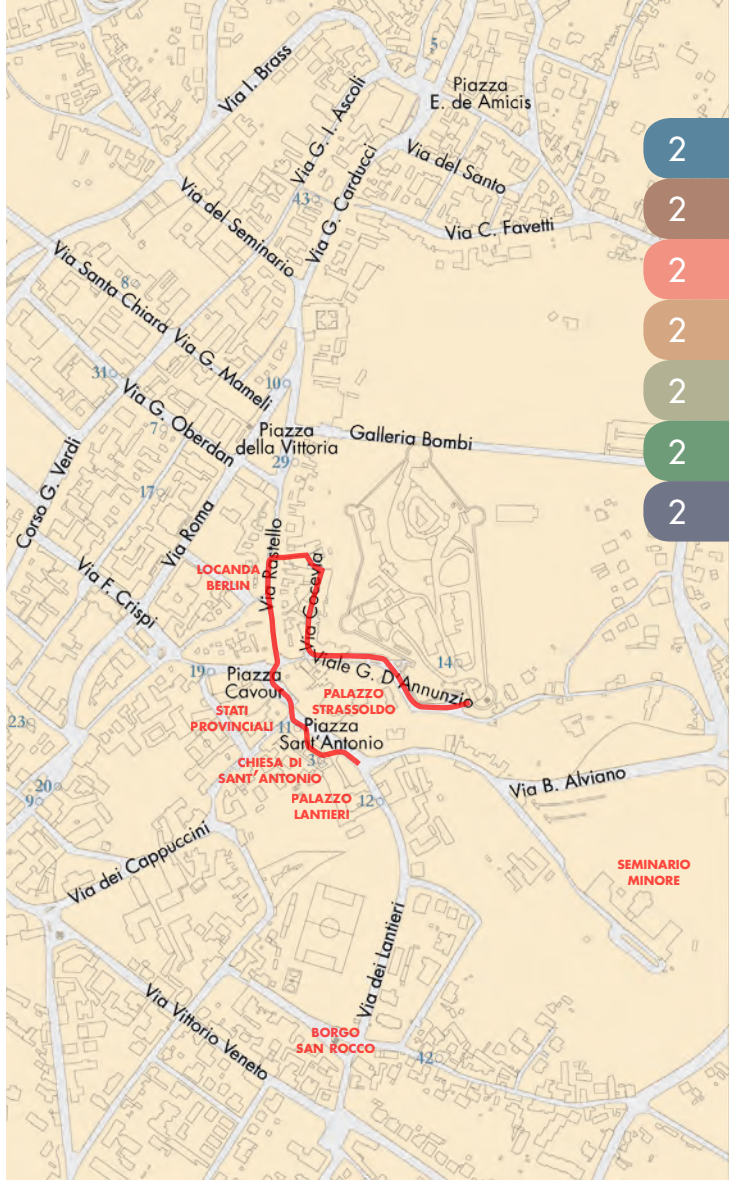 5
Piazza
E. de Amicis
Via I. Brass
Via G. I. Ascoli
2
Via del Santo
Via G. Carducci
43
2
Via del Seminario
Via C. Favetti
2
Via Santa Chiara
8
2
Via G. Mameli
31
10
2
Via G. Oberdan
7
Piazza
della Vittoria
Galleria Bombi
2
29
Corso G. Verdi
17
2
Via Roma
Via Rastello
LOCANDA
BERLIN
Via Cocevia
Via F. Crispi
19
Piazza
Cavour
Viale G. D'Annunzio
14
PALAZZO
STRASSOLDO
STATI
PROVINCIALI
11
Piazza
Sant'Antonio
23
CHIESA DI
SANT'ANTONIO
3
20
9
PALAZZO
LANTIERI
12
Via B. Alviano
Via dei Cappuccini
SEMINARIO
MINORE
Via dei Lantieri
Via Vittorio Veneto
BORGO
SAN ROCCO
42